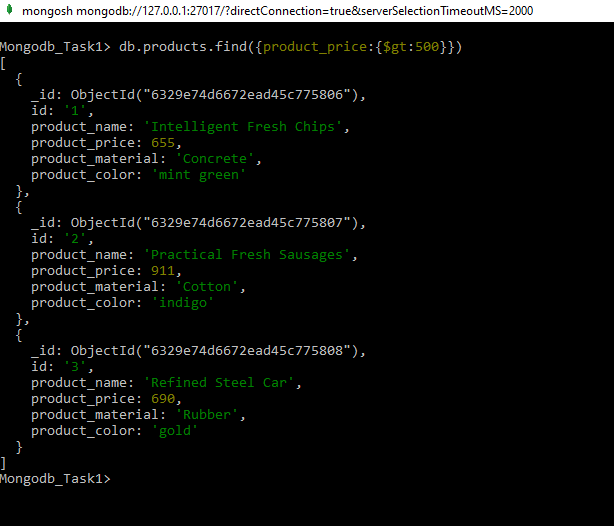 mongosh mongodb://127.0.0.1:27017/?directConnection=true&serverSelectionTimeoutMS=2000
Mongodb_Task1> db.products.find({product_price:{$gt:500}})
[
  {
    _id: ObjectId("6329e74d6672ead45c775806"),
    id: '1',
    product_name: 'Intelligent Fresh Chips',
    product_price: 655,
    product_material: 'Concrete',
    product_color: 'mint green'
  },
  {
    _id: ObjectId("6329e74d6672ead45c775807"),
    id: '2',
    product_name: 'Practical Fresh Sausages',
    product_price: 911,
    product_material: 'Cotton',
    product_color: 'indigo'
  },
  {
    _id: ObjectId("6329e74d6672ead45c775808"),
    id: '3',
    product_name: 'Refined Steel Car',
    product_price: 690,
    product_material: 'Rubber',
    product_color: 'gold'
  }
]
Mongodb_Task1>